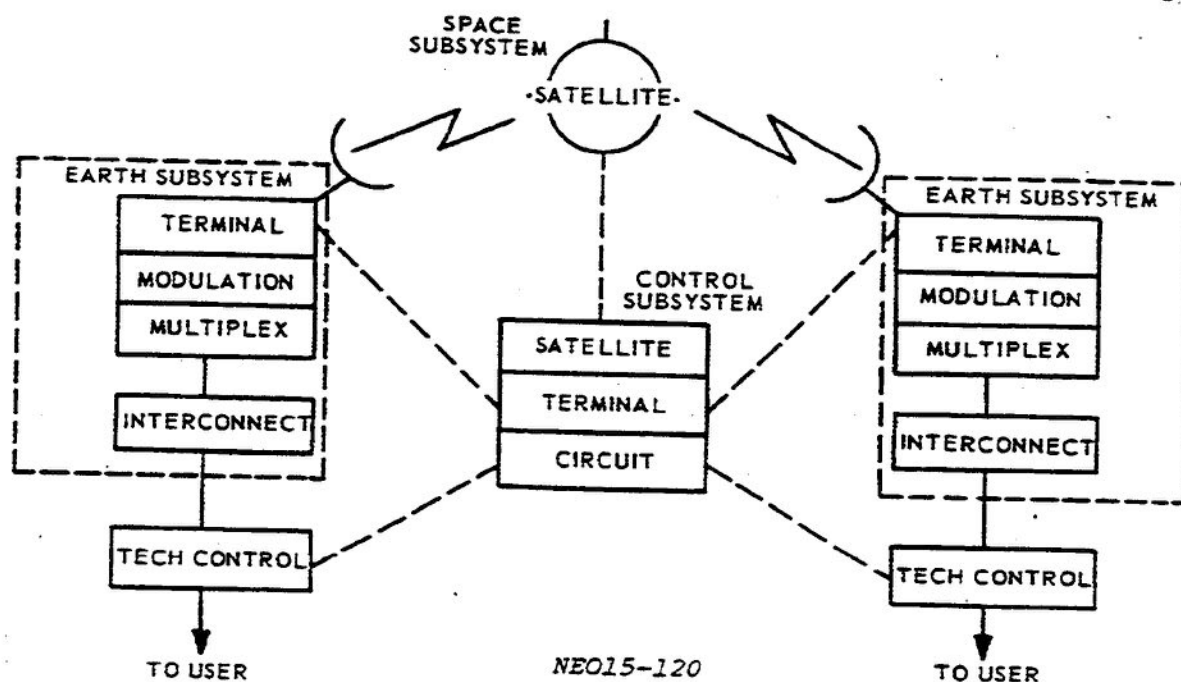 SPACE
SUBSYSTEM
·SATELLITE·
EARTH SUBSYSTEM
TERMINAL
MODULATION
MULTIPLEX
INTERCONNECT
TECH CONTROL
TO USER
CONTROL
SUBSYSTEM
SATELLITE
TERMINAL
CIRCUIT
NEO15-120
EARTH SUBSYSTEM
TERMINAL
MODULATION
MULTIPLEX
INTERCONNECT
TECH CONTROL
TO USER